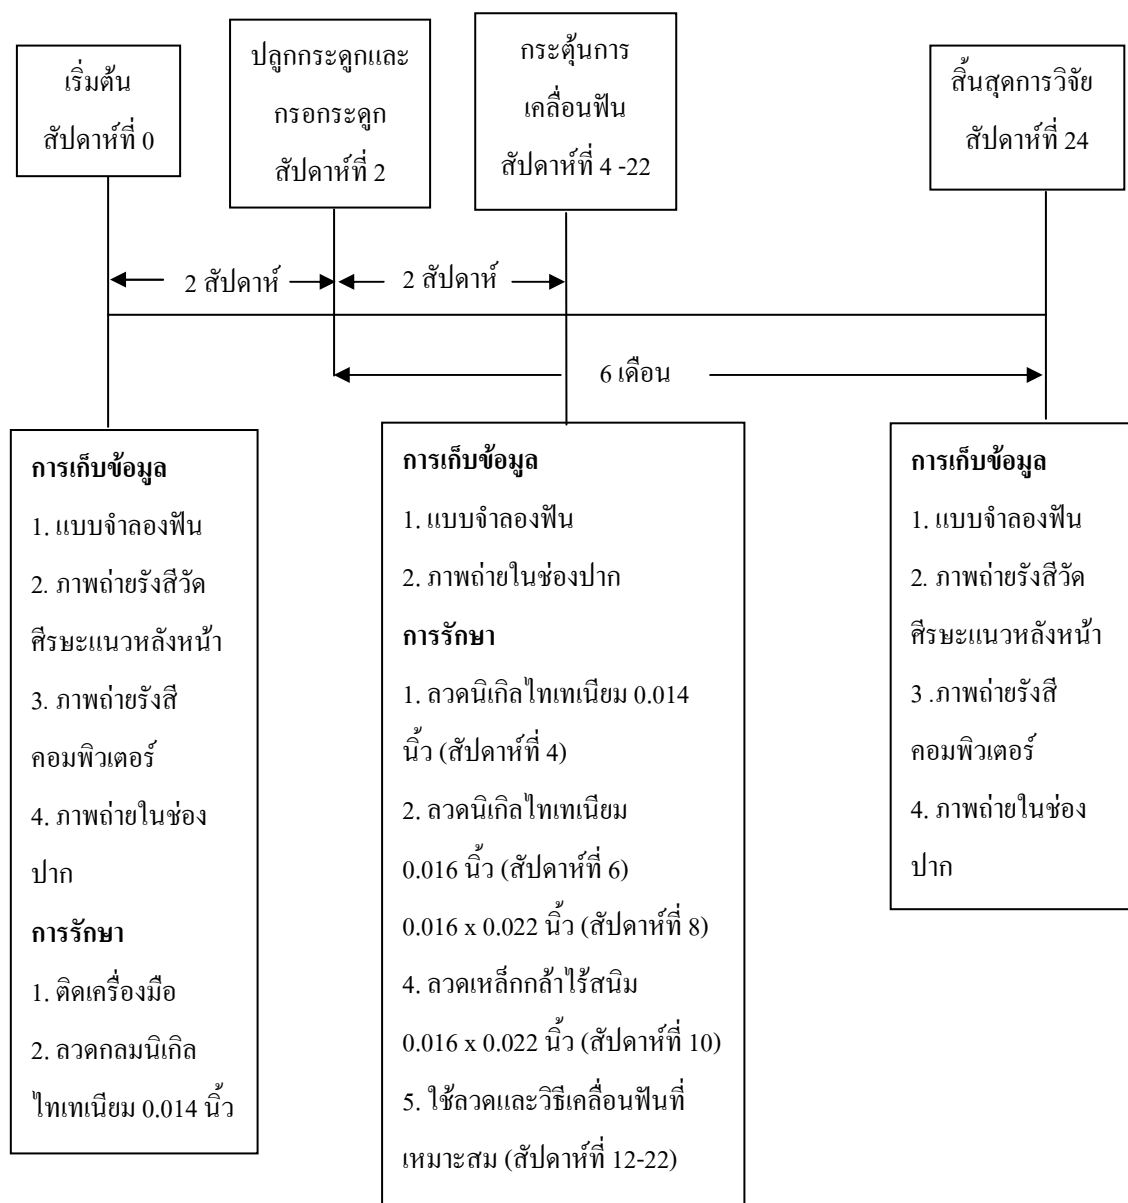 เริ่มต้น
สัปดาห์ที่ 0
ปลูกกระดูกและ
กรอกระดูก
สัปดาห์ที่ 2
กระตุ้นการ
เคลื่อนฟัน
สัปดาห์ที่ 4 -22
สิ้นสุดการวิจัย
สัปดาห์ที่ 24
2 สัปดาห์
2 สัปดาห์
6 เดือน
การเก็บข้อมูล
1. แบบจำลองฟัน
2. ภาพถ่ายรังสีวัด
ศีรษะแนวหลังหน้า
3. ภาพถ่ายรังสี
คอมพิวเตอร์
4. ภาพถ่ายในช่อง
ปาก
การรักษา
1. ติดเครื่องมือ
2. ลวดกลมนิเกิล
ไทเทเนียม 0.014 นิ้ว
การเก็บข้อมูล
1. แบบจำลองฟัน
2. ภาพถ่ายในช่องปาก
การรักษา
1. ลวดนิเกิลไทเทเนียม 0.014
นิ้ว (สัปดาห์ที่ 4)
2. ลวดนิเกิลไทเทเนียม
0.016 นิ้ว (สัปดาห์ที่ 6)
0.016 x 0.022 นิ้ว (สัปดาห์ที่ 8)
4. ลวดเหล็กกล้าไร้สนิม
0.016 x 0.022 นิ้ว (สัปดาห์ที่ 10)
5. ใช้ลวดและวิธีเคลื่อนฟันที่
เหมาะสม (สัปดาห์ที่ 12-22)
การเก็บข้อมูล
1. แบบจำลองฟัน
2. ภาพถ่ายรังสีวัด
ศีรษะแนวหลังหน้า
3 .ภาพถ่ายรังสี
คอมพิวเตอร์
4. ภาพถ่ายในช่อง
ปาก